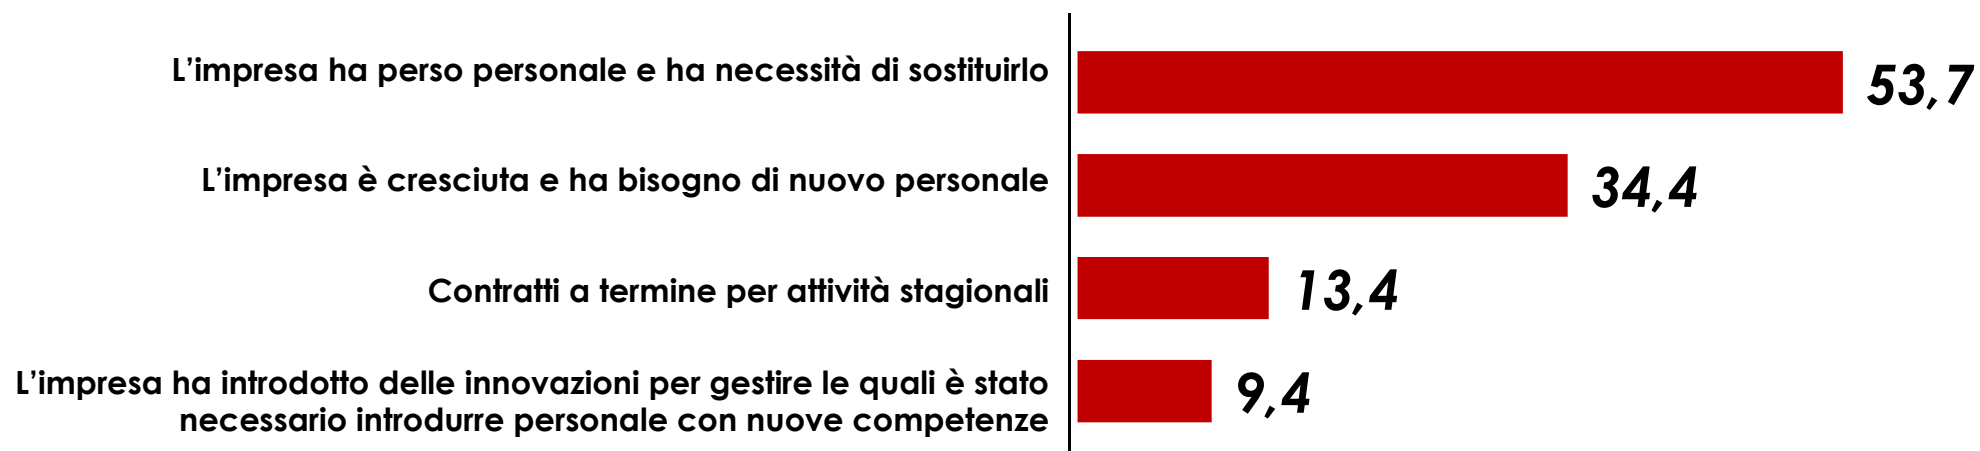 L’impresa ha perso personale e ha necessità di sostituirlo
53,7
L’impresa è cresciuta e ha bisogno di nuovo personale
34,4
Contratti a termine per attività stagionali
13,4
L’impresa ha introdotto delle innovazioni per gestire le quali è stato
necessario introdurre personale con nuove competenze
9,4